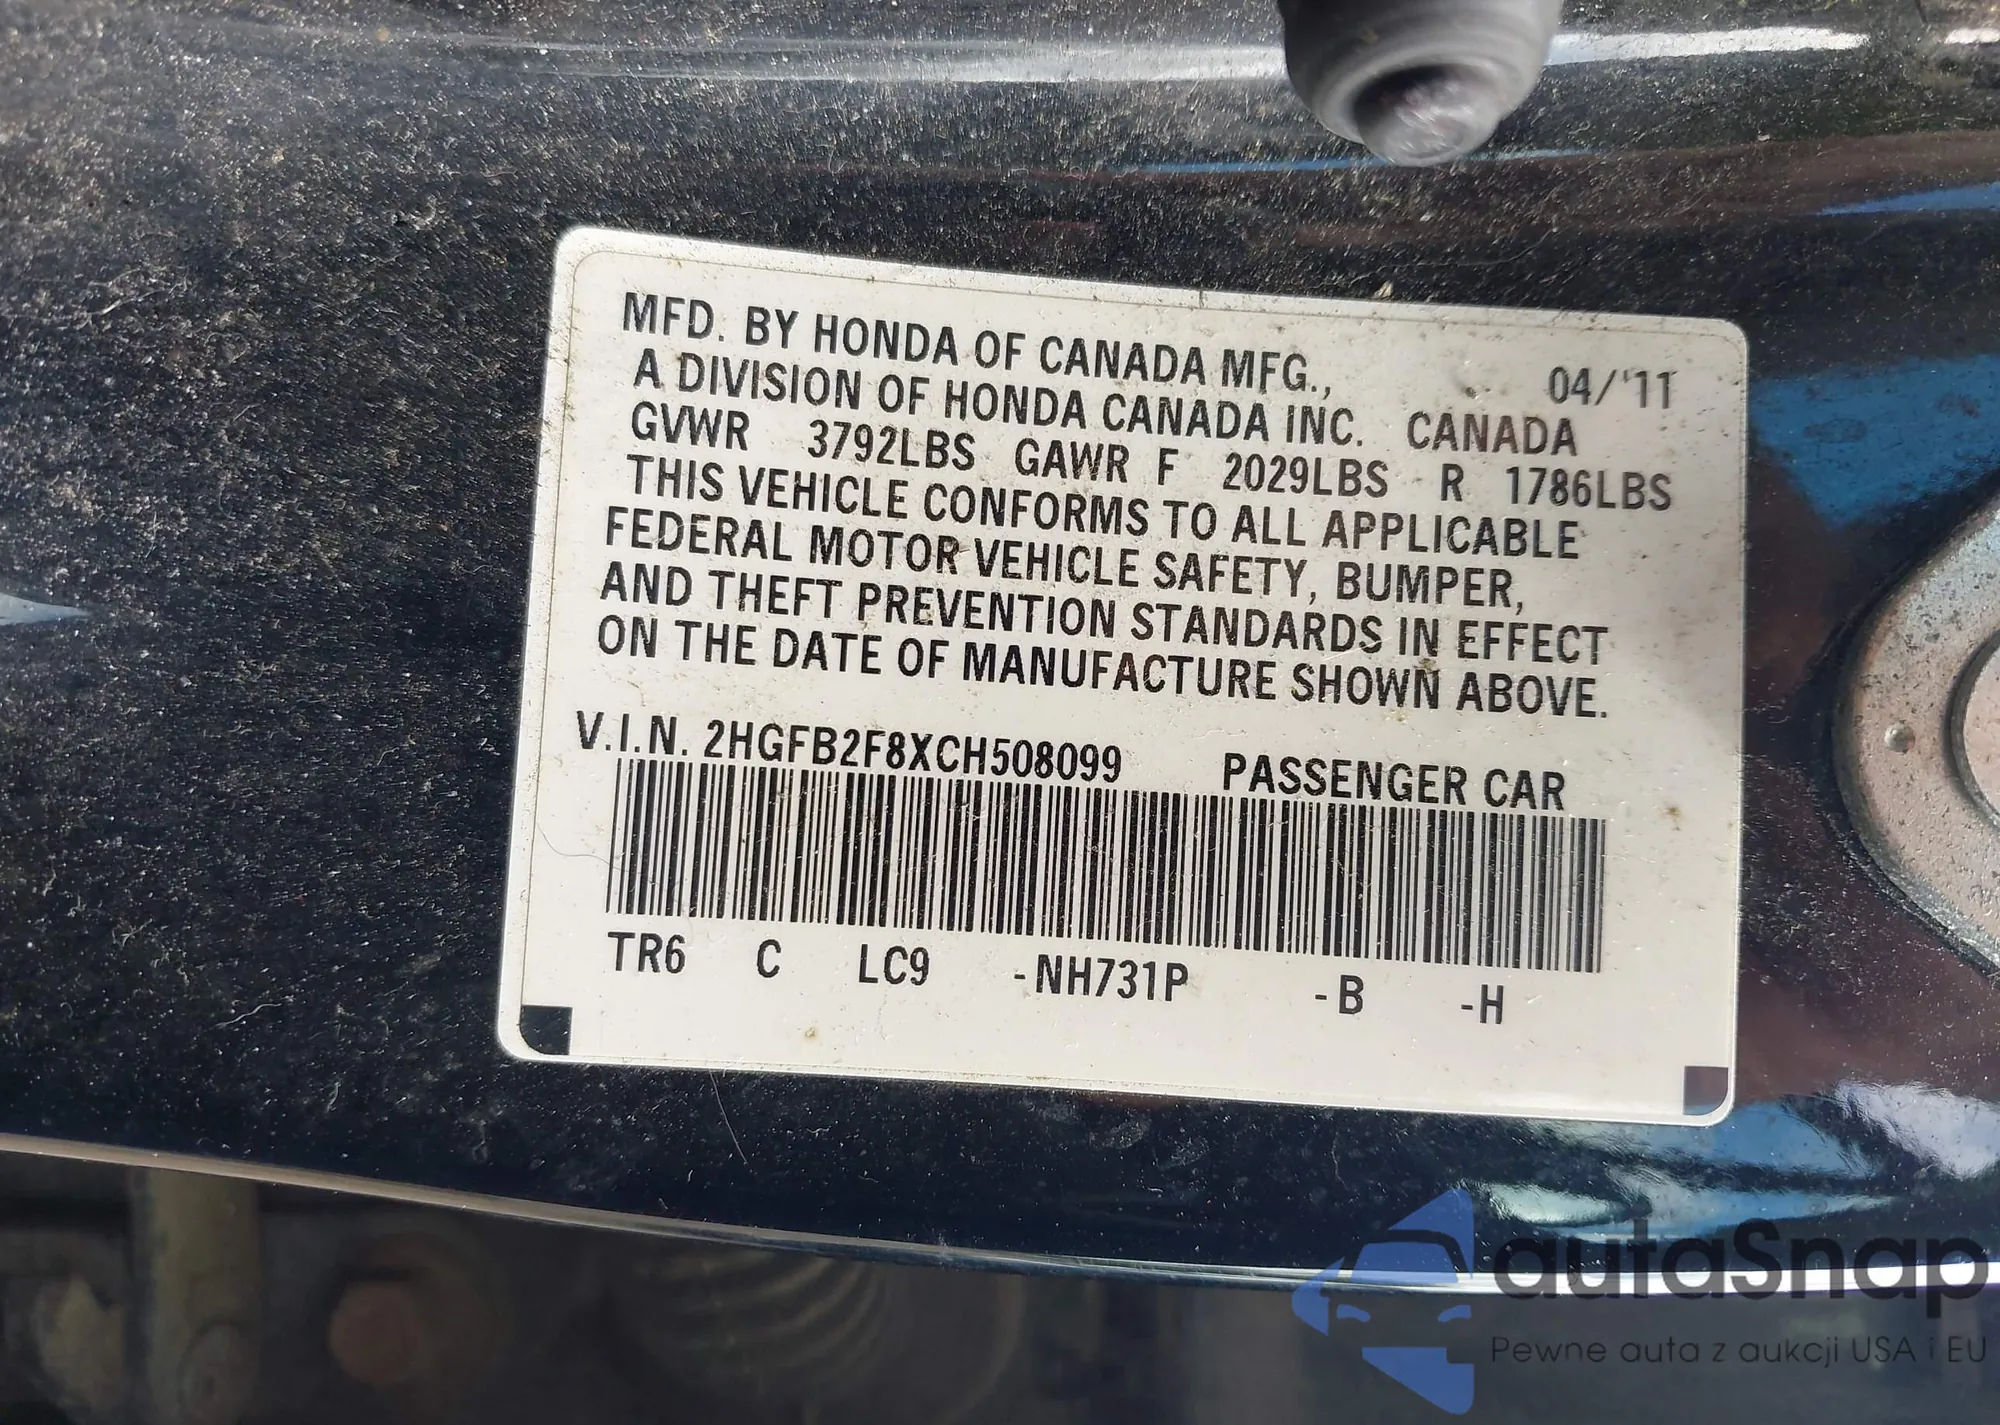 MFD. BY HONDA OF CANADA MFG., 04/'11
A DIVISION OF HONDA CANADA INC. CANADA
GVWR 3792LBS GAWR F 2029LBS R 1786LBS
THIS VEHICLE CONFORMS TO ALL APPLICABLE
FEDERAL MOTOR VEHICLE SAFETY, BUMPER,
AND THEFT PREVENTION STANDARDS IN EFFECT
ON THE DATE OF MANUFACTURE SHOWN ABOVE.
V.I.N. 2HGFB2F8XCH508099 PASSENGER CAR
TR6 C LC9 -NH731P -B -H
autaSnap
Pewne auta z aukcji USA i EU